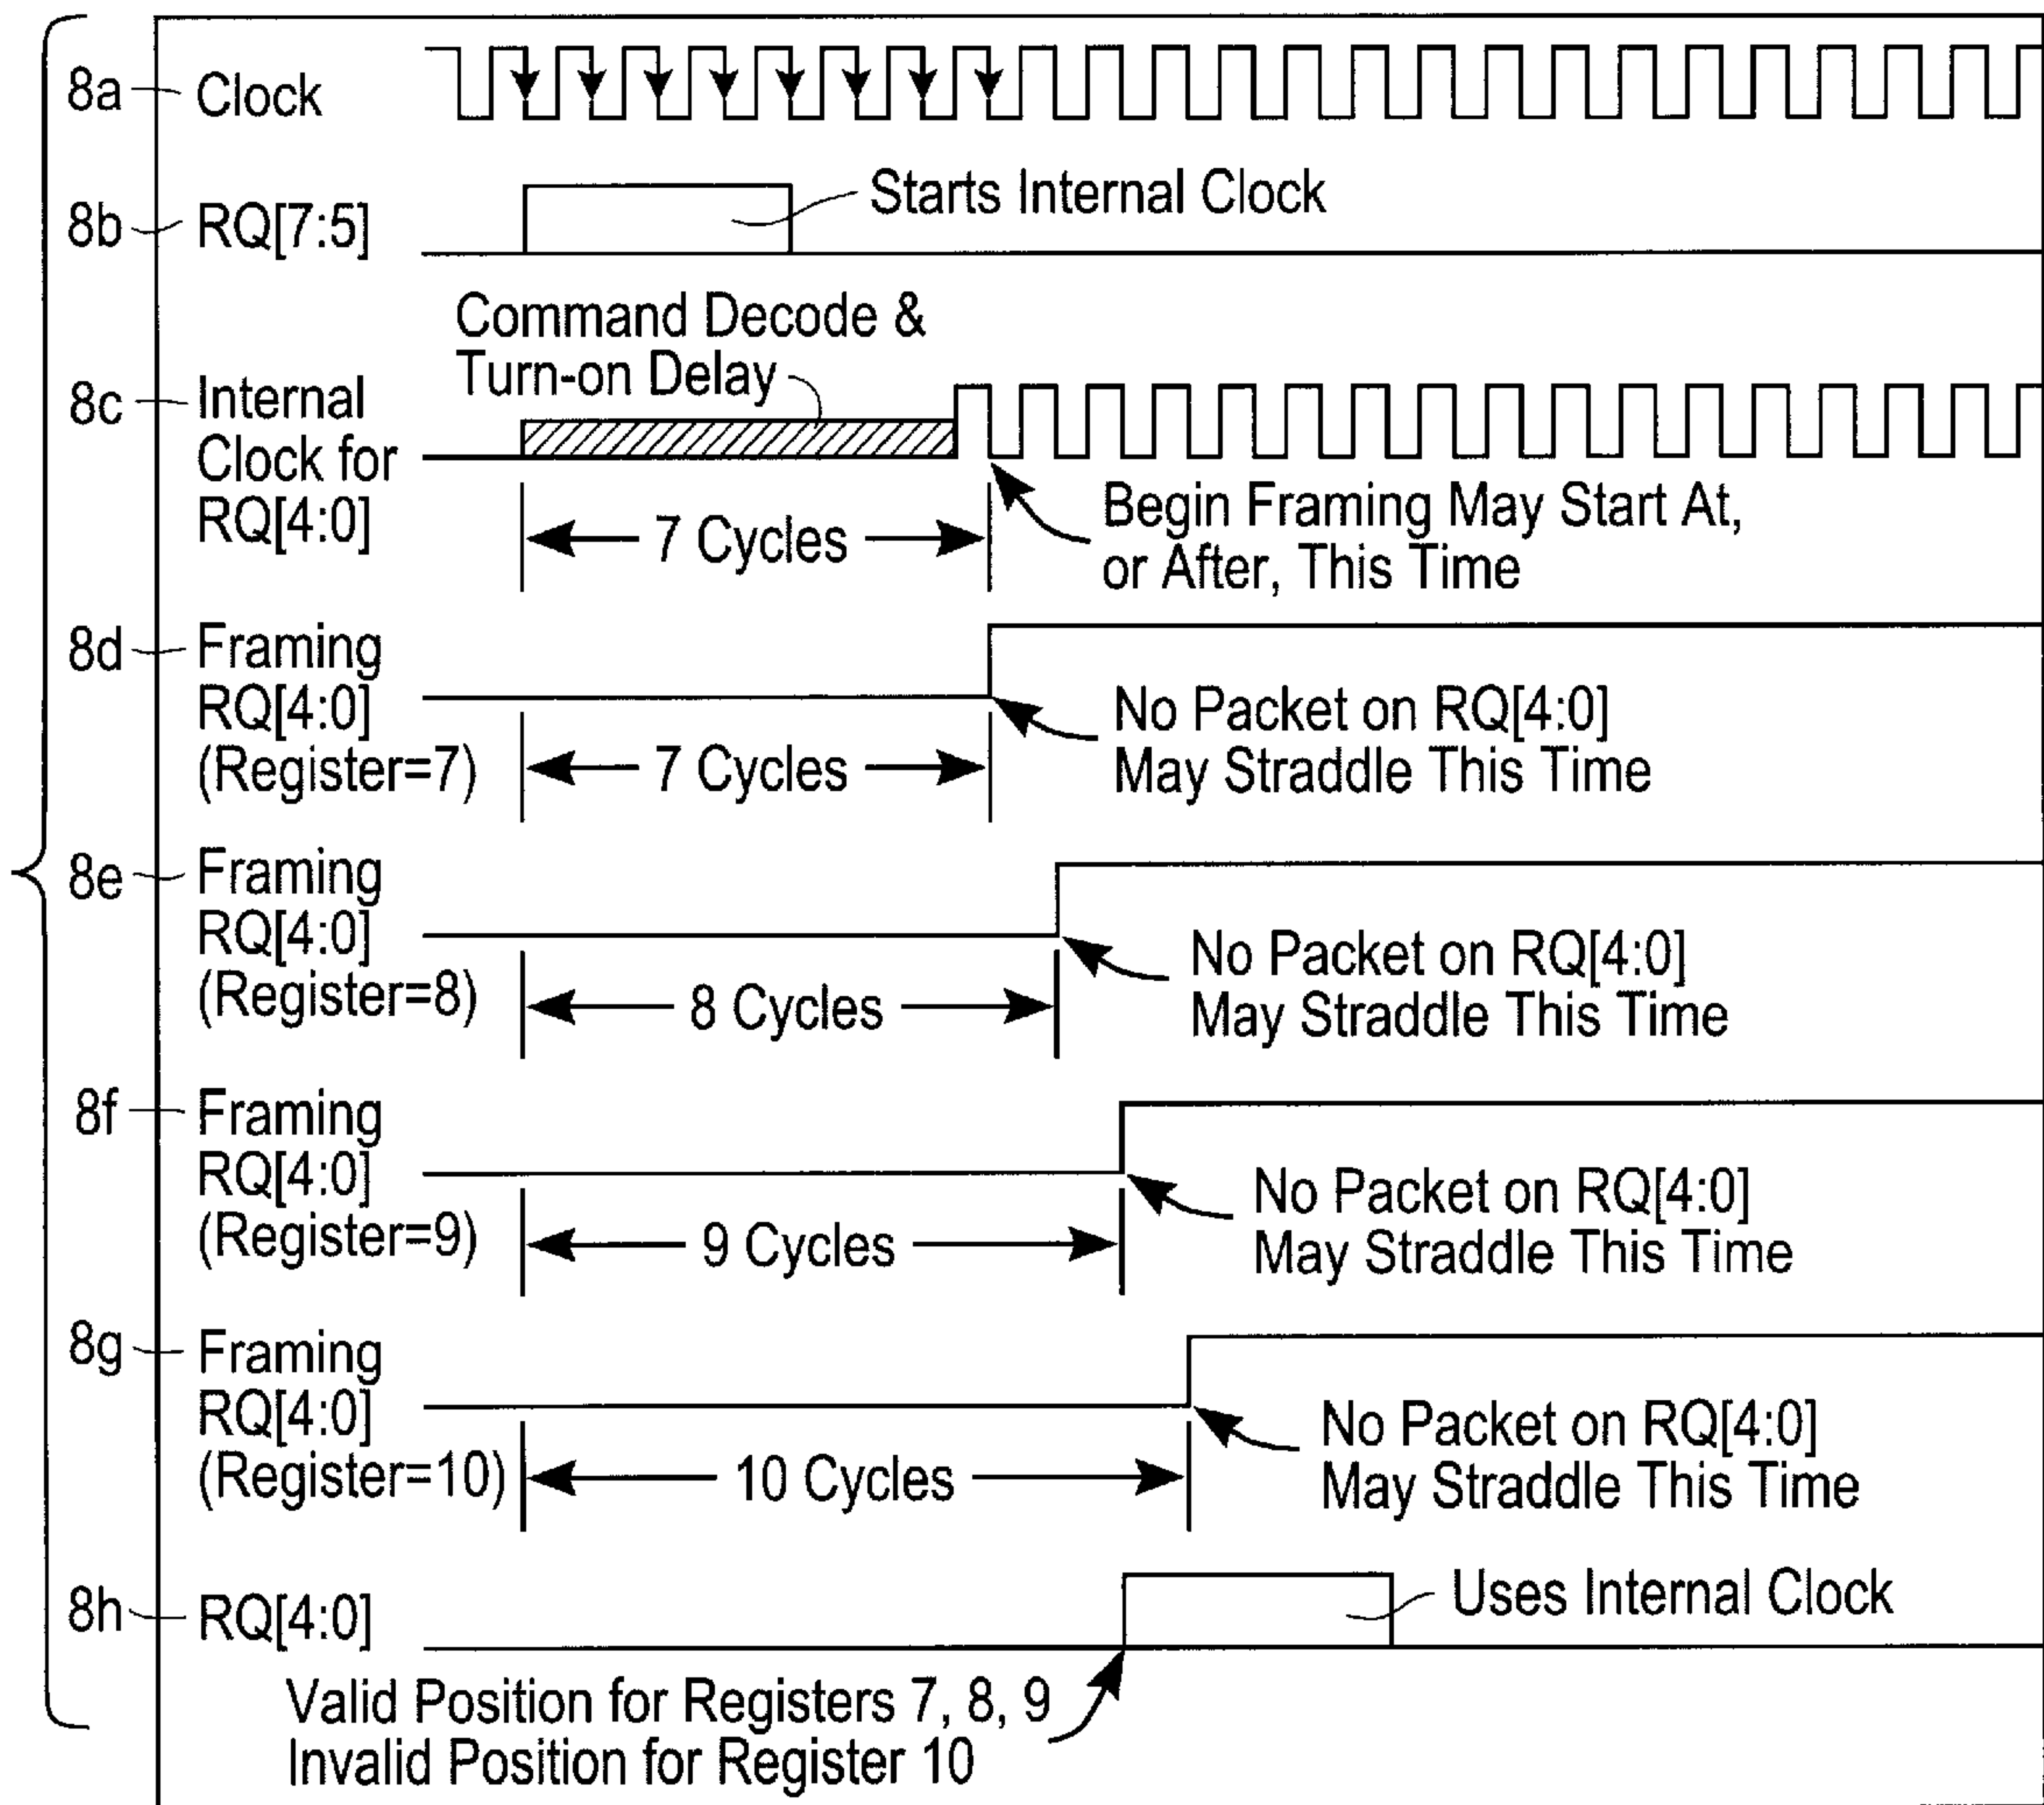 8a Clock
8b RQ[7:5]
Starts Internal Clock
Command Decode &
Turn-on Delay
8c Internal
Clock for
RQ[4:0]
7 Cycles
Begin Framing May Start At,
or After, This Time
8d Framing
RQ[4:0]
(Register=7)
7 Cycles
No Packet on RQ[4:0]
May Straddle This Time
8e Framing
RQ[4:0]
(Register=8)
8 Cycles
No Packet on RQ[4:0]
May Straddle This Time
8f Framing
RQ[4:0]
(Register=9)
9 Cycles
No Packet on RQ[4:0]
May Straddle This Time
8g Framing
RQ[4:0]
(Register=10)
10 Cycles
No Packet on RQ[4:0]
May Straddle This Time
8h RQ[4:0]
Uses Internal Clock
Valid Position for Registers 7, 8, 9
Invalid Position for Register 10